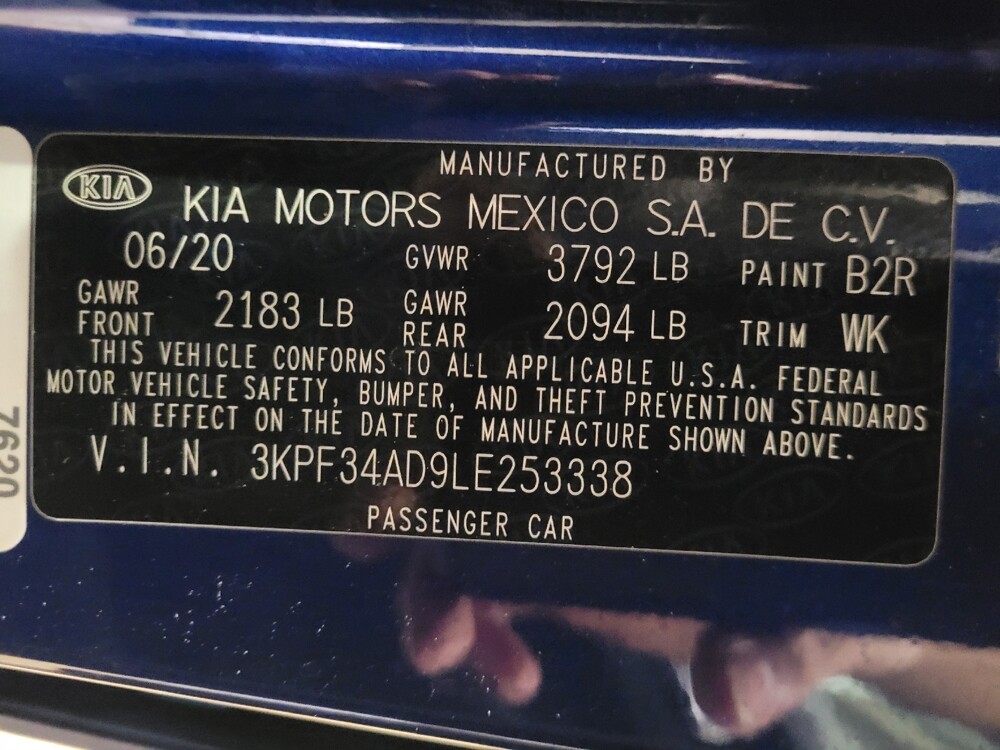 MANUFACTURED BY
KIA
KIA MOTORS MEXICO S.A. DE C.V.
06/20 GVWR 3792 LB PAINT B2R
GAWR FRONT 2183 LB GAWR REAR 2094 LB TRIM WK
THIS VEHICLE CONFORMS TO ALL APPLICABLE U.S.A. FEDERAL
MOTOR VEHICLE SAFETY, BUMPER, AND THEFT PREVENTION STANDARDS
IN EFFECT ON THE DATE OF MANUFACTURE SHOWN ABOVE.
V.I.N. 3KPF34AD9LE253338
PASSENGER CAR